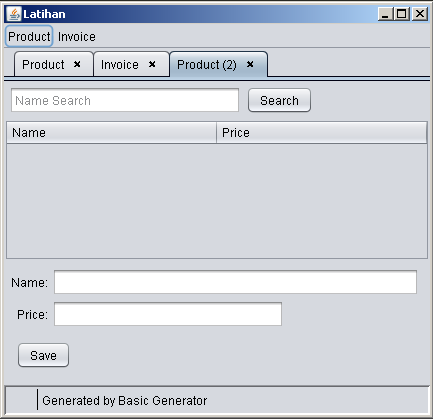 Latihan
Product Invoice
Product Invoice Product (2)
Name Search Search
Name Price
Name:
Price:
Save
Generated by Basic Generator